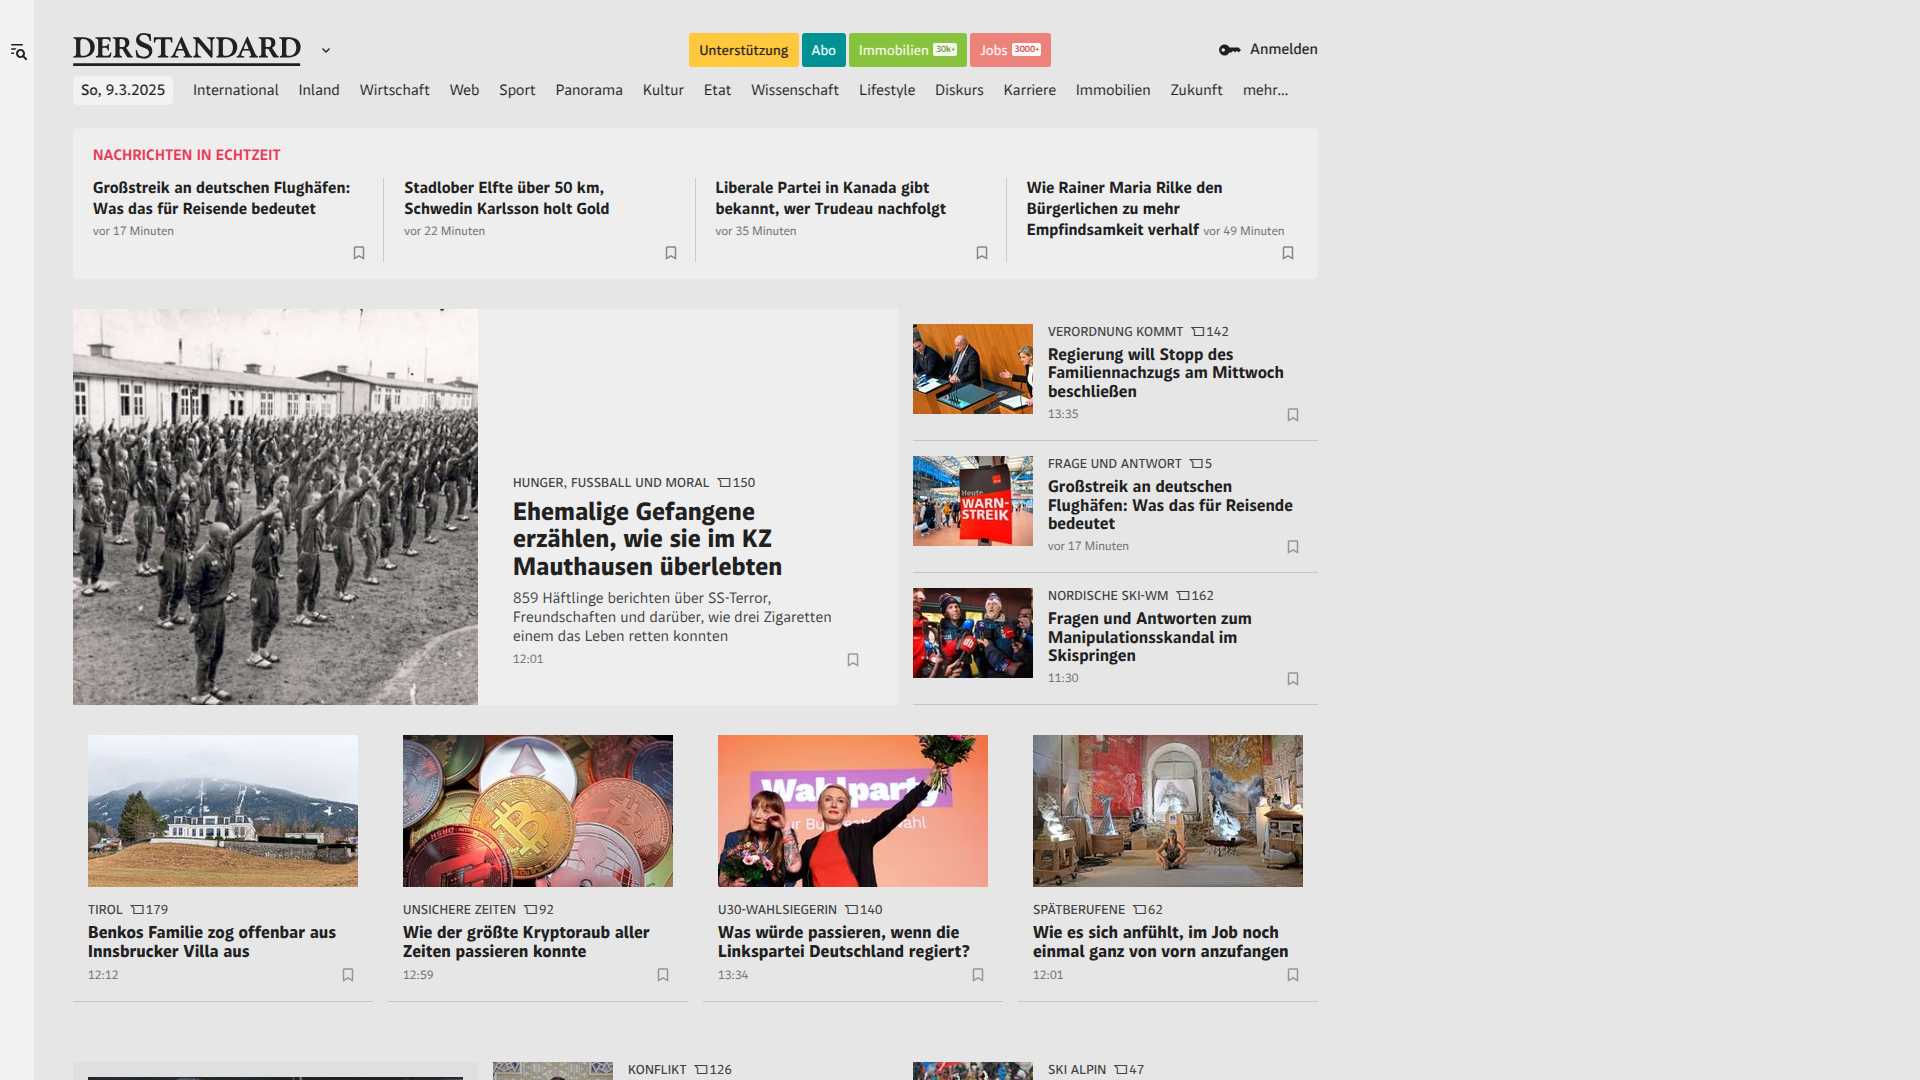 DERSTANDARD
Unterstützung
Abo
Immobilien 30k+
Jobs 3000+
Anmelden
So, 9.3.2025
International
Inland
Wirtschaft
Web
Sport
Panorama
Kultur
Etat
Wissenschaft
Lifestyle
Diskurs
Karriere
Immobilien
Zukunft
mehr...
NACHRICHTEN IN ECHTZEIT
Großstreik an deutschen Flughäfen:
Was das für Reisende bedeutet
vor 17 Minuten
Stadlober Elfte über 50 km,
Schwedin Karlsson holt Gold
vor 22 Minuten
Liberale Partei in Kanada gibt
bekannt, wer Trudeau nachfolgt
vor 35 Minuten
Wie Rainer Maria Rilke den
Bürgerlichen zu mehr
Empfindsamkeit verhalf vor 49 Minuten
HUNGER, FUSSBALL UND MORAL 150
Ehemalige Gefangene
erzählen, wie sie im KZ
Mauthausen überlebten
859 Häftlinge berichten über SS-Terror,
Freundschaften und darüber, wie drei Zigaretten
einem das Leben retten konnten
12:01
VERORDNUNG KOMMT 142
Regierung will Stopp des
Familiennachzugs am Mittwoch
beschließen
13:35
Heute
WARN-
STREIK
FRAGE UND ANTWORT 5
Großstreik an deutschen
Flughäfen: Was das für Reisende
bedeutet
vor 17 Minuten
NORDISCHE SKI-WM 162
Fragen und Antworten zum
Manipulationsskandal im
Skispringen
11:30
TIROL 179
Benkos Familie zog offenbar aus
Innsbrucker Villa aus
12:12
UNSICHERE ZEITEN 92
Wie der größte Kryptoraub aller
Zeiten passieren konnte
12:59
Wahlparty
U30-WAHLSIEGERIN 140
Was würde passieren, wenn die
Linkspartei Deutschland regiert?
13:34
SPÄTBERUFENE 62
Wie es sich anfühlt, im Job noch
einmal ganz von vorn anzufangen
12:01
KONFLIKT 126
SKI ALPIN 47